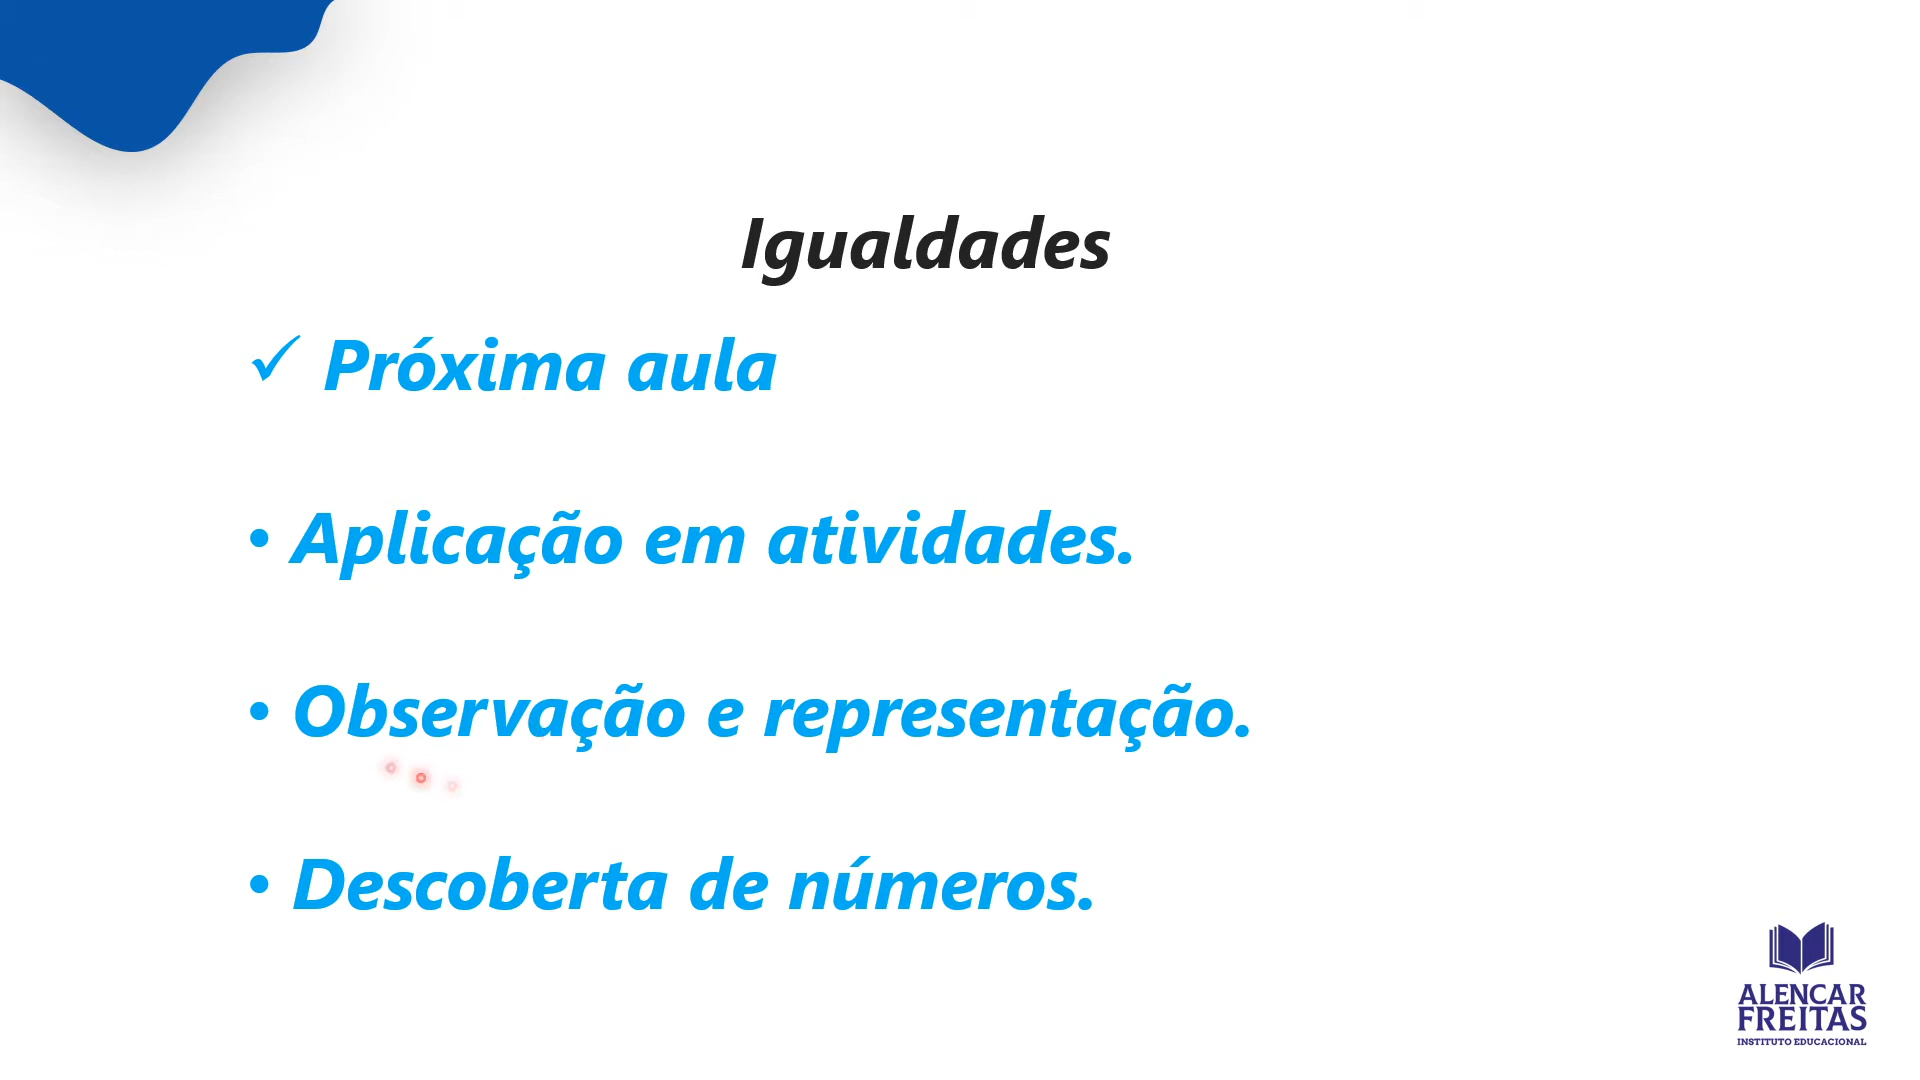 Igualdades
✓ Próxima aula
• Aplicação em atividades.
• Observação e representação.
• Descoberta de números.
ALENCAR
FREITAS
INSTITUTO EDUCACIONAL